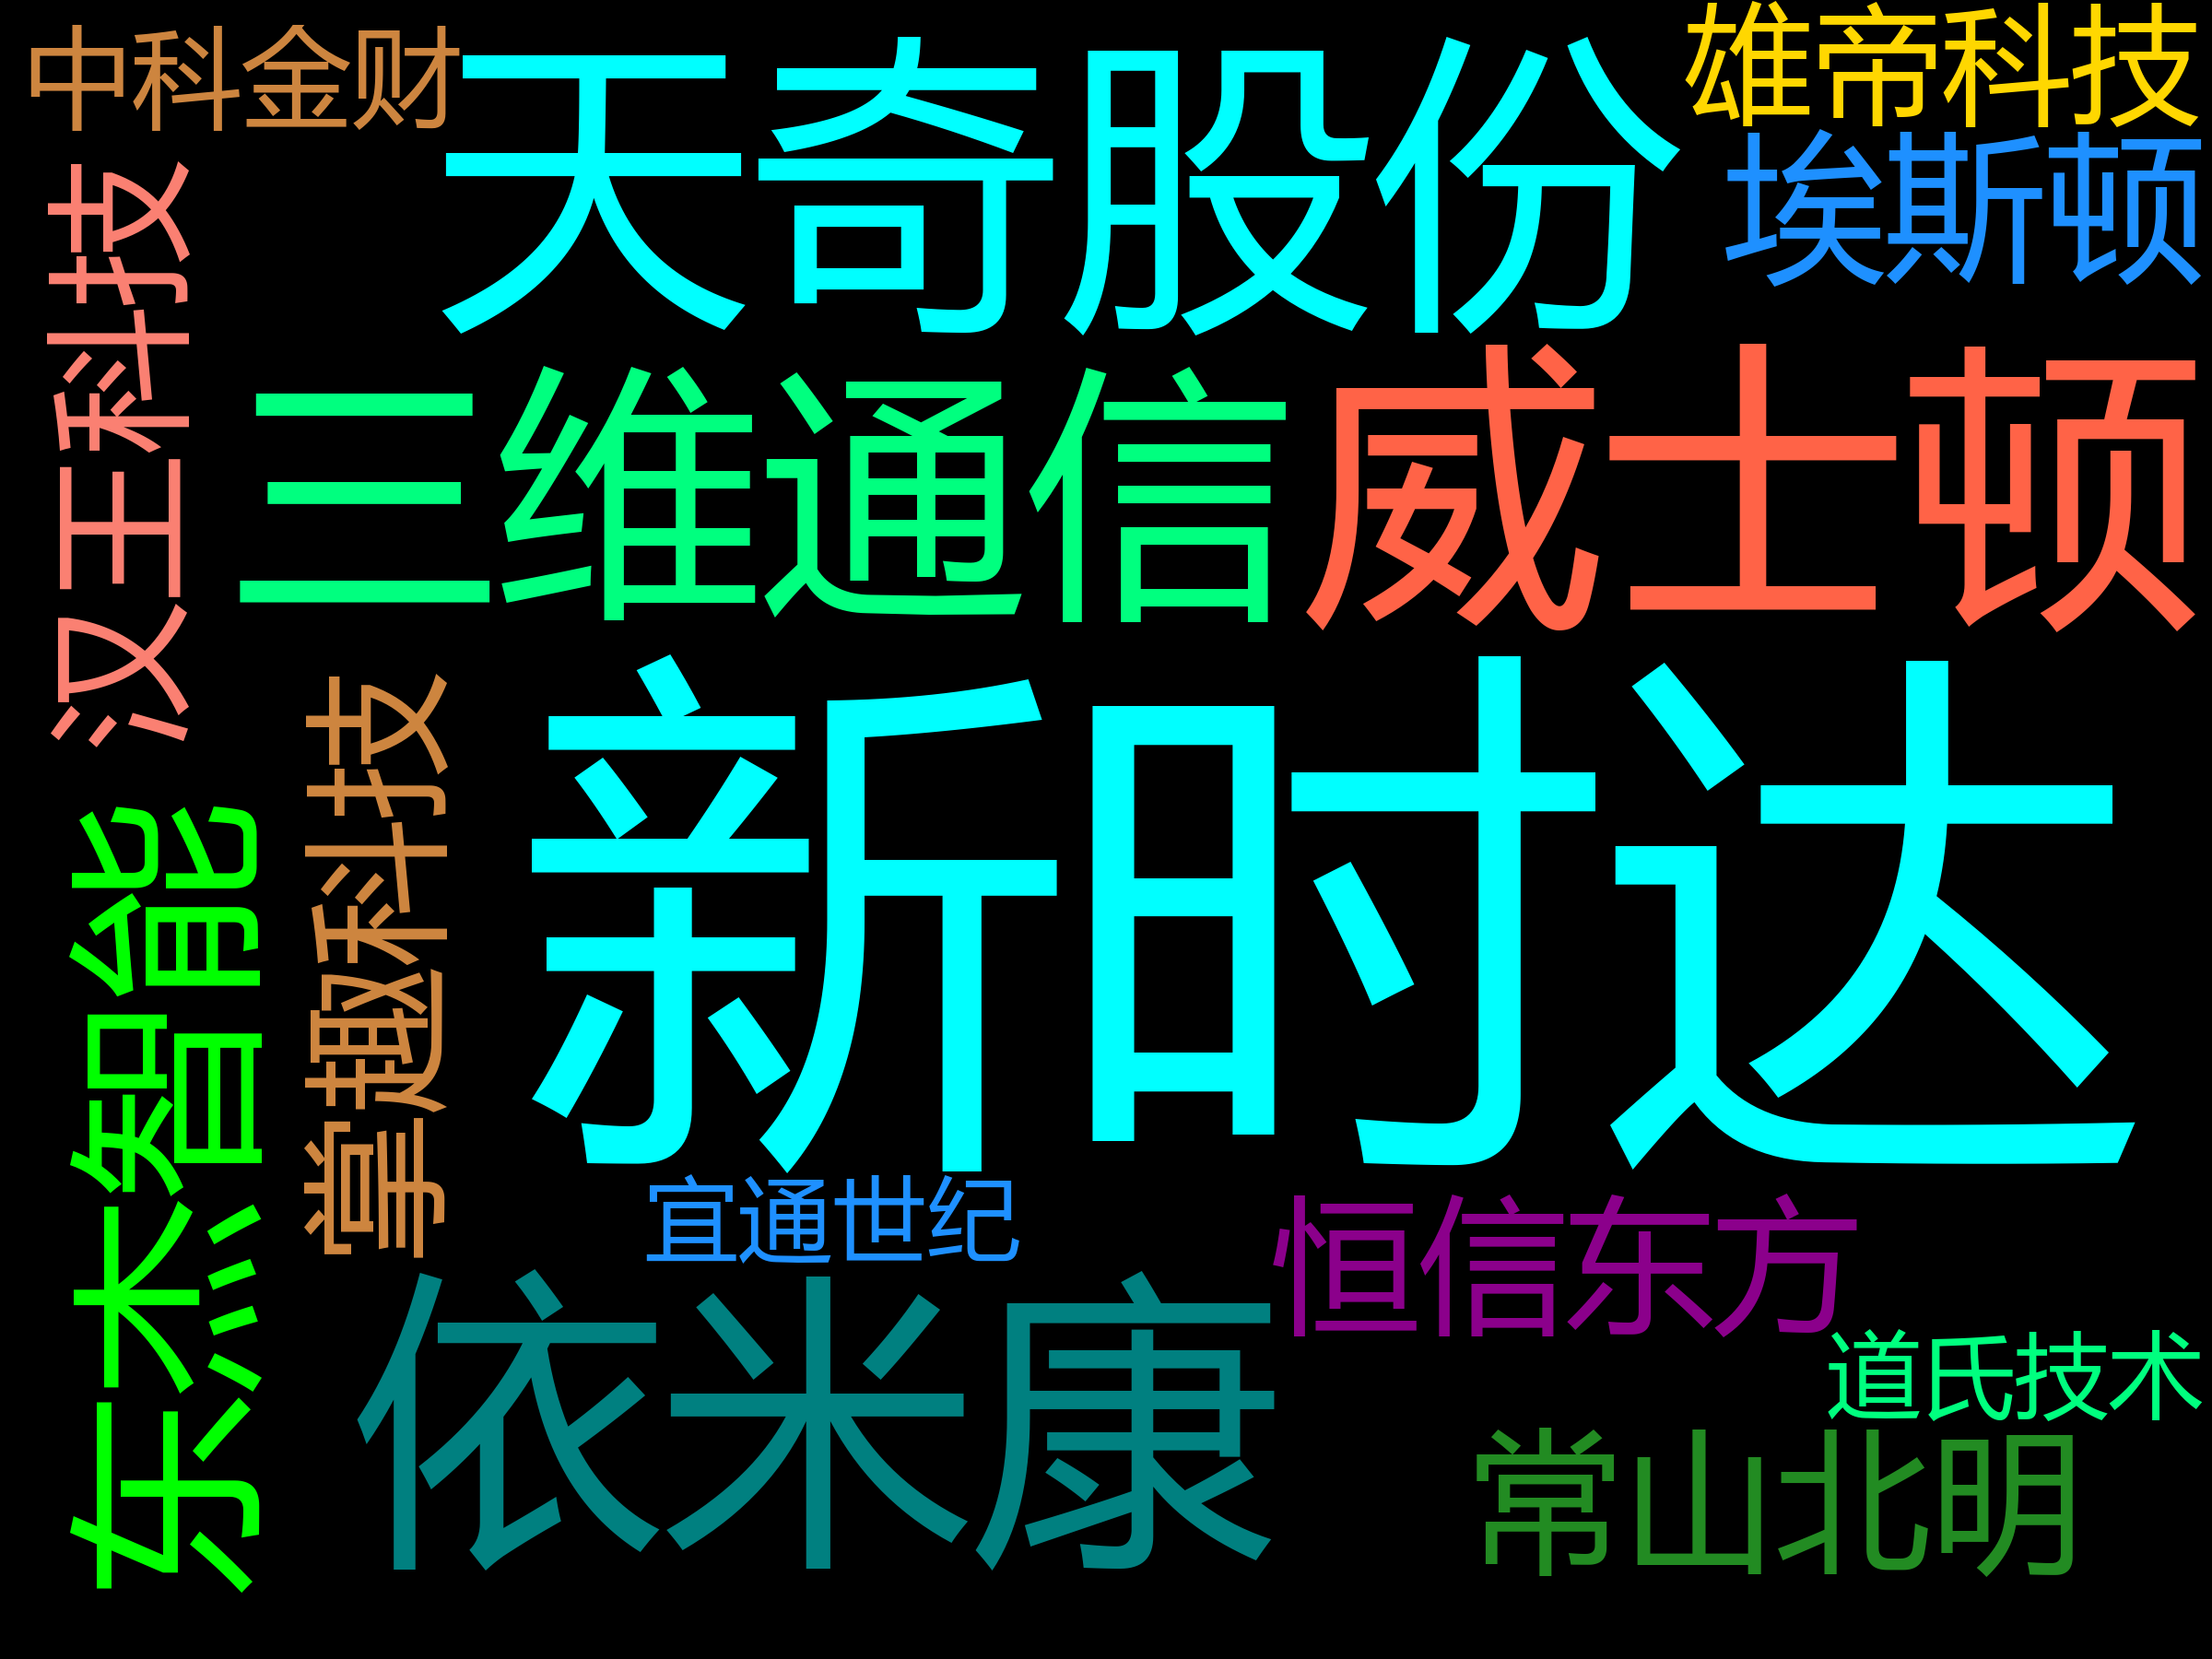 中科金财
天奇股份
雄帝科技
埃斯顿
汉王科技
三维通信
威士顿
新时达
掌趣科技
东杰智能
宜通世纪
恒信东方
依米康
道氏技术
常山北明